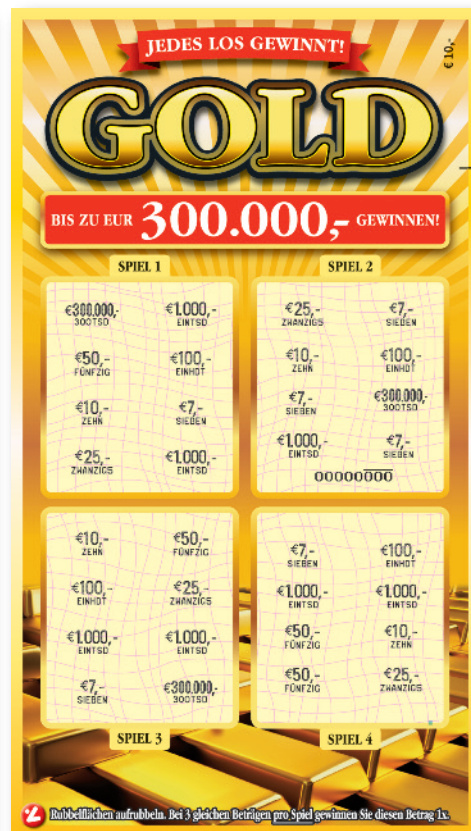 JEDES LOS GEWINNT!
€ 10,-
GOLD
BIS ZU EUR 300.000,- GEWINNEN!
SPIEL 1
€300.000,- €1.000,-
300TSD EINTSD
€50,- €100,-
FÜNFZIG EINHDT
€10,- €7,-
ZEHN SIEBEN
€25,- €1.000,-
ZWANZIG5 EINTSD
SPIEL 2
€25,- €7,-
ZWANZIG5 SIEBEN
€10,- €100,-
ZEHN EINHDT
€7,- €300.000,-
SIEBEN 300TSD
€1.000,- €7,-
EINTSD SIEBEN
00000000
€10,- €50,-
ZEHN FÜNFZIG
€100,- €25,-
EINHDT ZWANZIG5
€1.000,- €1.000,-
EINTSD EINTSD
€7,- €300.000,-
SIEBEN 300TSD
SPIEL 3
€7,- €100,-
SIEBEN EINHDT
€1.000,- €1.000,-
EINTSD EINTSD
€50,- €10,-
FÜNFZIG ZEHN
€50,- €25,-
FÜNFZIG ZWANZIG5
SPIEL 4
Rubbelflächen aufrubbeln. Bei 3 gleichen Beträgen pro Spiel gewinnen Sie diesen Betrag 1x.